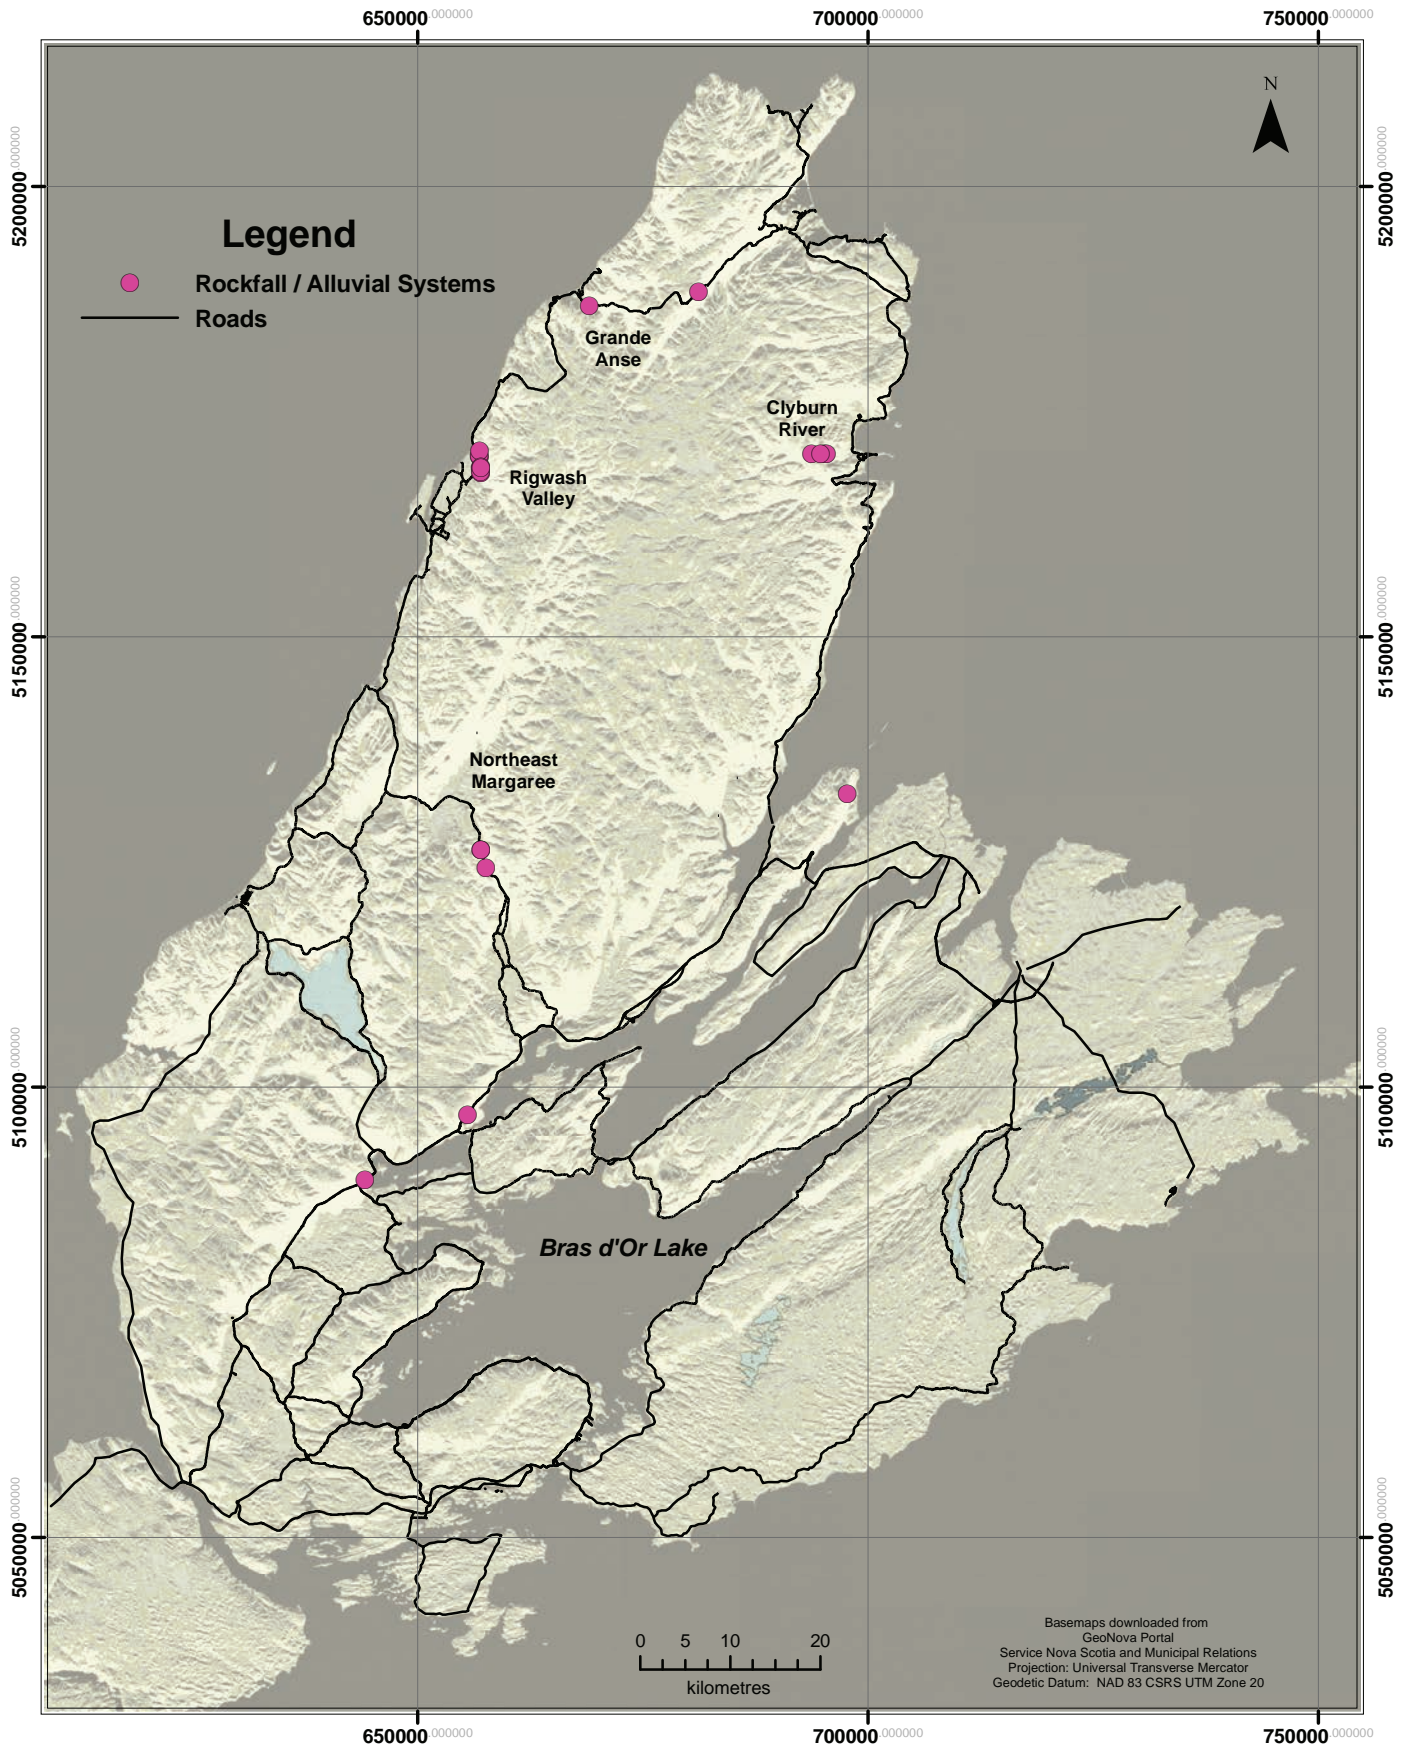 650000.000000 700000.000000 750000.000000
N
5200000.000000 5200000.000000
Legend
Rockfall / Alluvial Systems
Roads
Grande
Anse
Clyburn
River
Rigwash
Valley
5150000.000000 5150000.000000
Northeast
Margaree
5100000.000000 5100000.000000
Bras d'Or Lake
5050000.000000 5050000.000000
0 5 10 20
kilometres
Basemaps downloaded from
GeoNova Portal
Service Nova Scotia and Municipal Relations
Projection: Universal Transverse Mercator
Geodetic Datum: NAD 83 CSRS UTM Zone 20
650000.000000 700000.000000 750000.000000